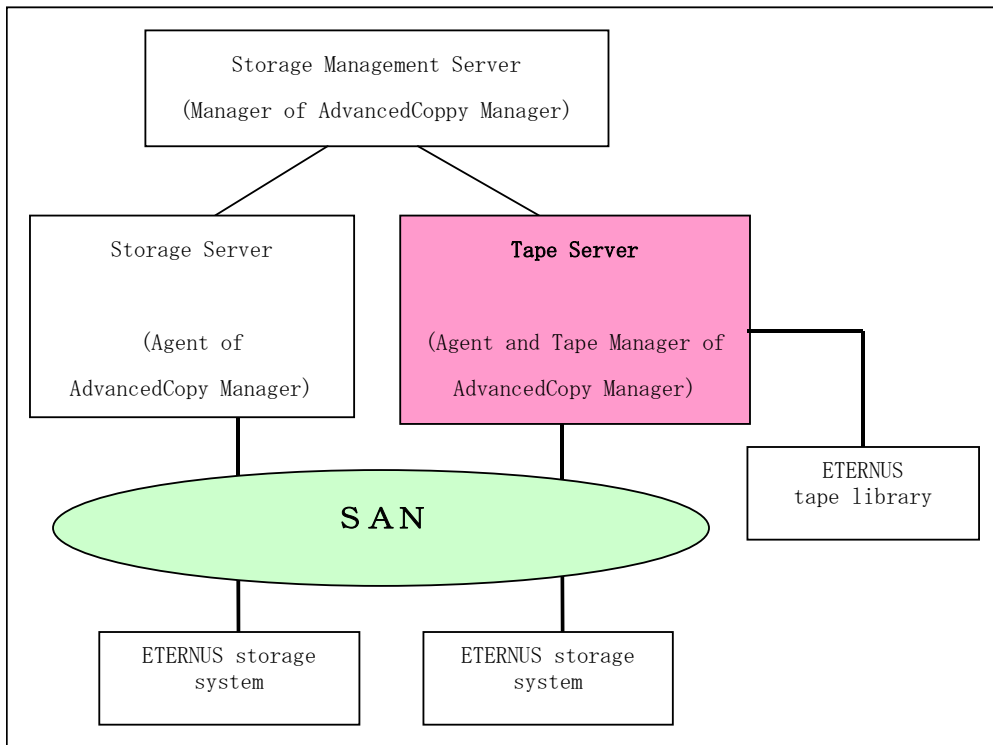 Storage Management Server
(Manager of AdvancedCoppy Manager)
Storage Server
(Agent of
AdvancedCopy Manager)
Tape Server
(Agent and Tape Manager of
AdvancedCopy Manager)
ETERNUS
tape library
SAN
ETERNUS storage
system
ETERNUS storage
system